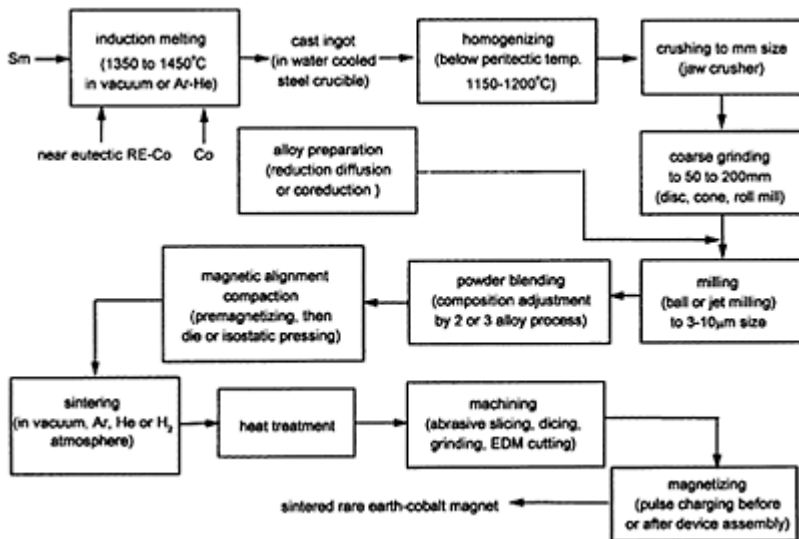 Sm
induction melting
(1350 to 1450°C
in vacuum or Ar-He)
near eutectic RE-Co
Co
cast ingot
(in water cooled
steel crucible)
homogenizing
(below peritectic temp.
1150-1200°C)
crushing to mm size
(jaw crusher)
alloy preparation
(reduction diffusion
or coreduction )
coarse grinding
to 50 to 200mm
(disc, cone, roll mill)
milling
(ball or jet milling)
to 3-10μm size
powder blending
(composition adjustment
by 2 or 3 alloy process)
magnetic alignment
compaction
(premagnetizing, then
die or isostatic pressing)
sintering
(in vacuum, Ar, He or H₂
atmosphere)
heat treatment
machining
(abrasive slicing, dicing,
grinding, EDM cutting)
magnetizing
(pulse charging before
or after device assembly)
sintered rare earth-cobalt magnet